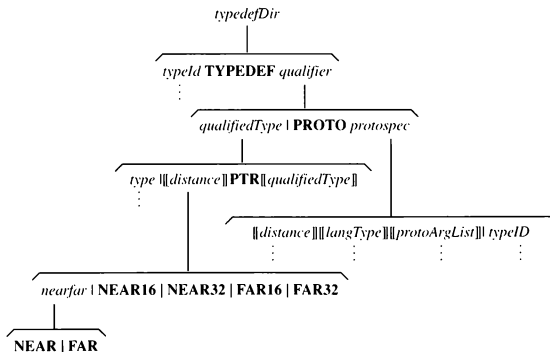 typedefDir
typeId TYPEDEF qualifier
qualifiedType | PROTO protospec
type |⟦distance⟧PTR⟦qualifiedType⟧
⟦distance⟧⟦langType⟧⟦protoArgList⟧| typeID
nearfar | NEAR16 | NEAR32 | FAR16 | FAR32
NEAR | FAR